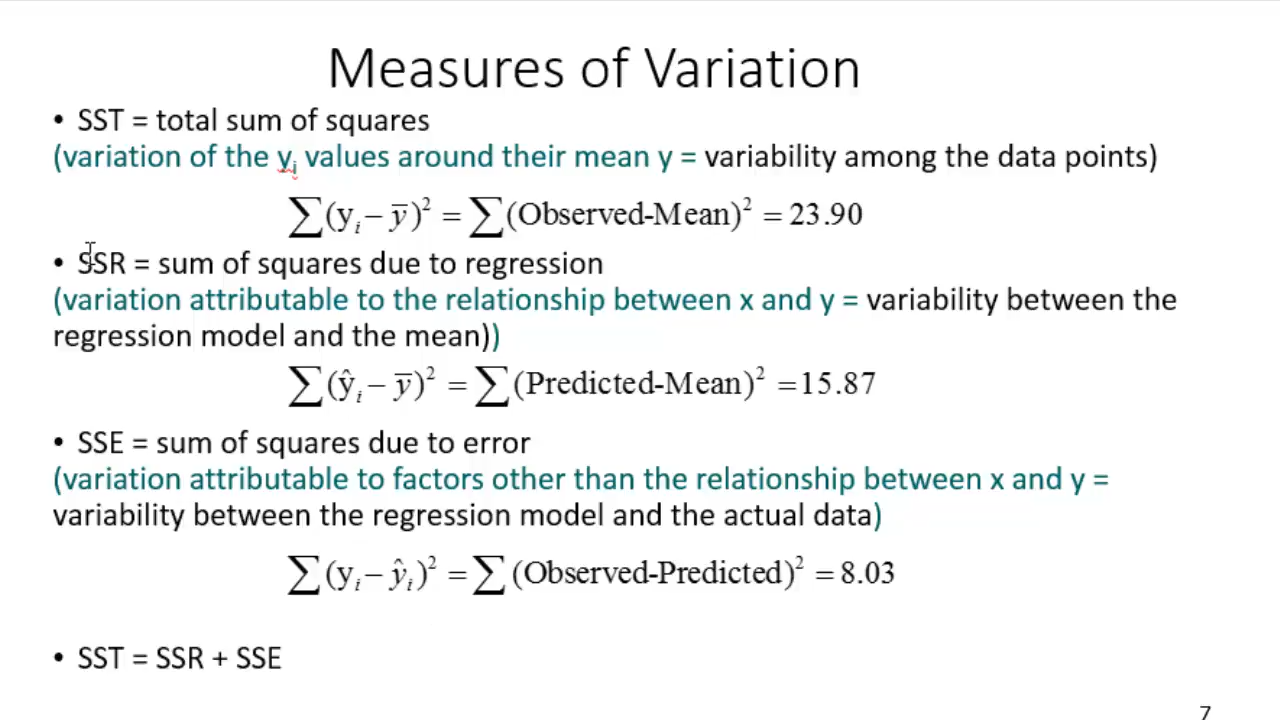 Measures of Variation
• SST = total sum of squares
(variation of the yᵢ values around their mean y = variability among the data points)
∑(yᵢ − ȳ)² = ∑(Observed-Mean)² = 23.90
• SSR = sum of squares due to regression
(variation attributable to the relationship between x and y = variability between the
regression model and the mean))
∑(ŷᵢ − ȳ)² = ∑(Predicted-Mean)² =15.87
• SSE = sum of squares due to error
(variation attributable to factors other than the relationship between x and y =
variability between the regression model and the actual data)
∑(yᵢ − ŷᵢ)² = ∑(Observed-Predicted)² = 8.03
• SST = SSR + SSE
7